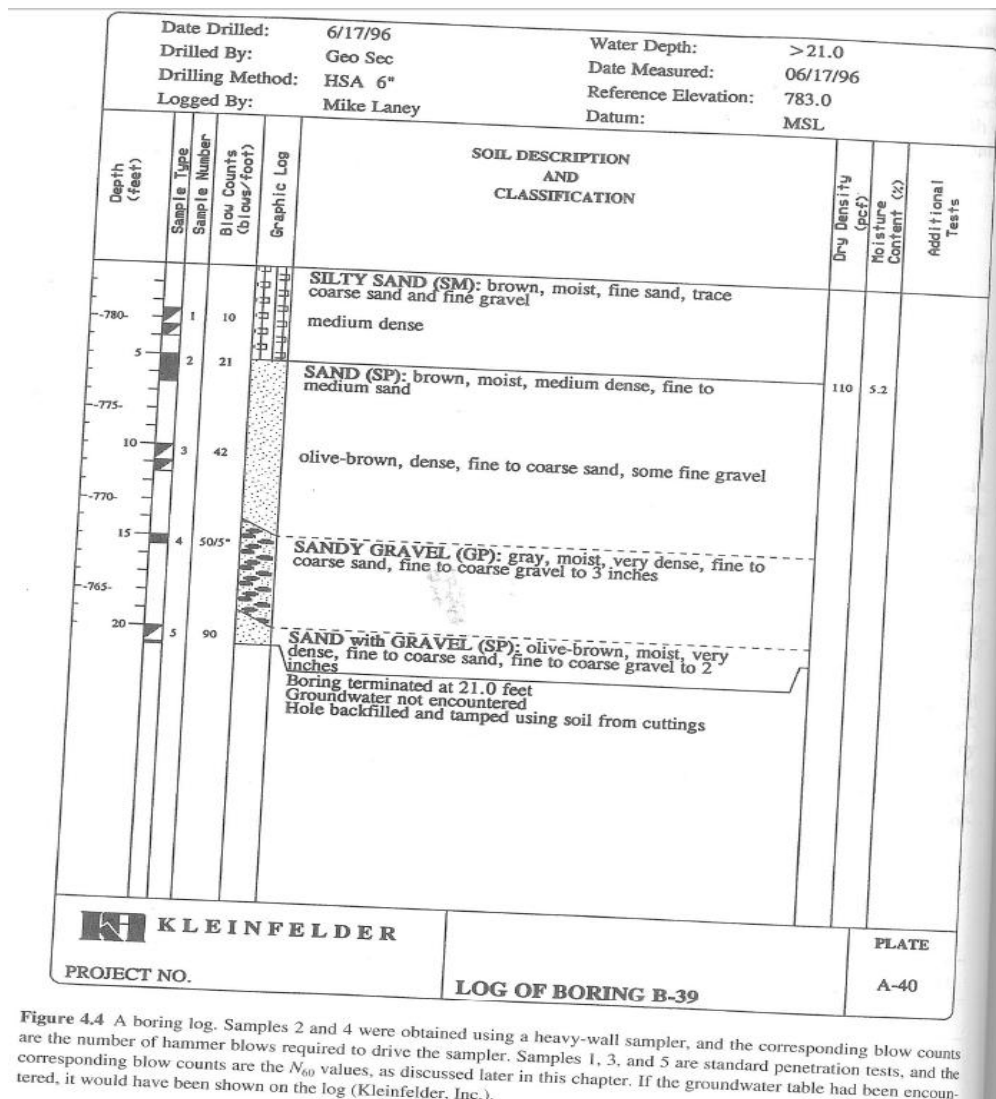 Date Drilled: 6/17/96 Water Depth: >21.0
Drilled By: Geo Sec Date Measured: 06/17/96
Drilling Method: HSA 6" Reference Elevation: 783.0
Logged By: Mike Laney Datum: MSL
Depth (feet)
Sample Type
Sample Number
Blow Counts (blows/foot)
Graphic Log
SOIL DESCRIPTION
AND
CLASSIFICATION
Dry Density (pcf)
Moisture Content (%)
Additional Tests
SILTY SAND (SM): brown, moist, fine sand, trace
coarse sand and fine gravel
-780- 1 10 medium dense
5 2 21
SAND (SP): brown, moist, medium dense, fine to 110 5.2
medium sand
-775-
10 3 42 olive-brown, dense, fine to coarse sand, some fine gravel
-770-
15 4 50/5"
SANDY GRAVEL (GP): gray, moist, very dense, fine to
coarse sand, fine to coarse gravel to 3 inches
-765-
20 5 90
SAND with GRAVEL (SP): olive-brown, moist, very
dense, fine to coarse sand, fine to coarse gravel to 2
inches
Boring terminated at 21.0 feet
Groundwater not encountered
Hole backfilled and tamped using soil from cuttings
KLEINFELDER
PROJECT NO.
LOG OF BORING B-39
PLATE
A-40
Figure 4.4 A boring log. Samples 2 and 4 were obtained using a heavy-wall sampler, and the corresponding blow counts
are the number of hammer blows required to drive the sampler. Samples 1, 3, and 5 are standard penetration tests, and the
corresponding blow counts are the N60 values, as discussed later in this chapter. If the groundwater table had been encoun-
tered, it would have been shown on the log (Kleinfelder, Inc.).